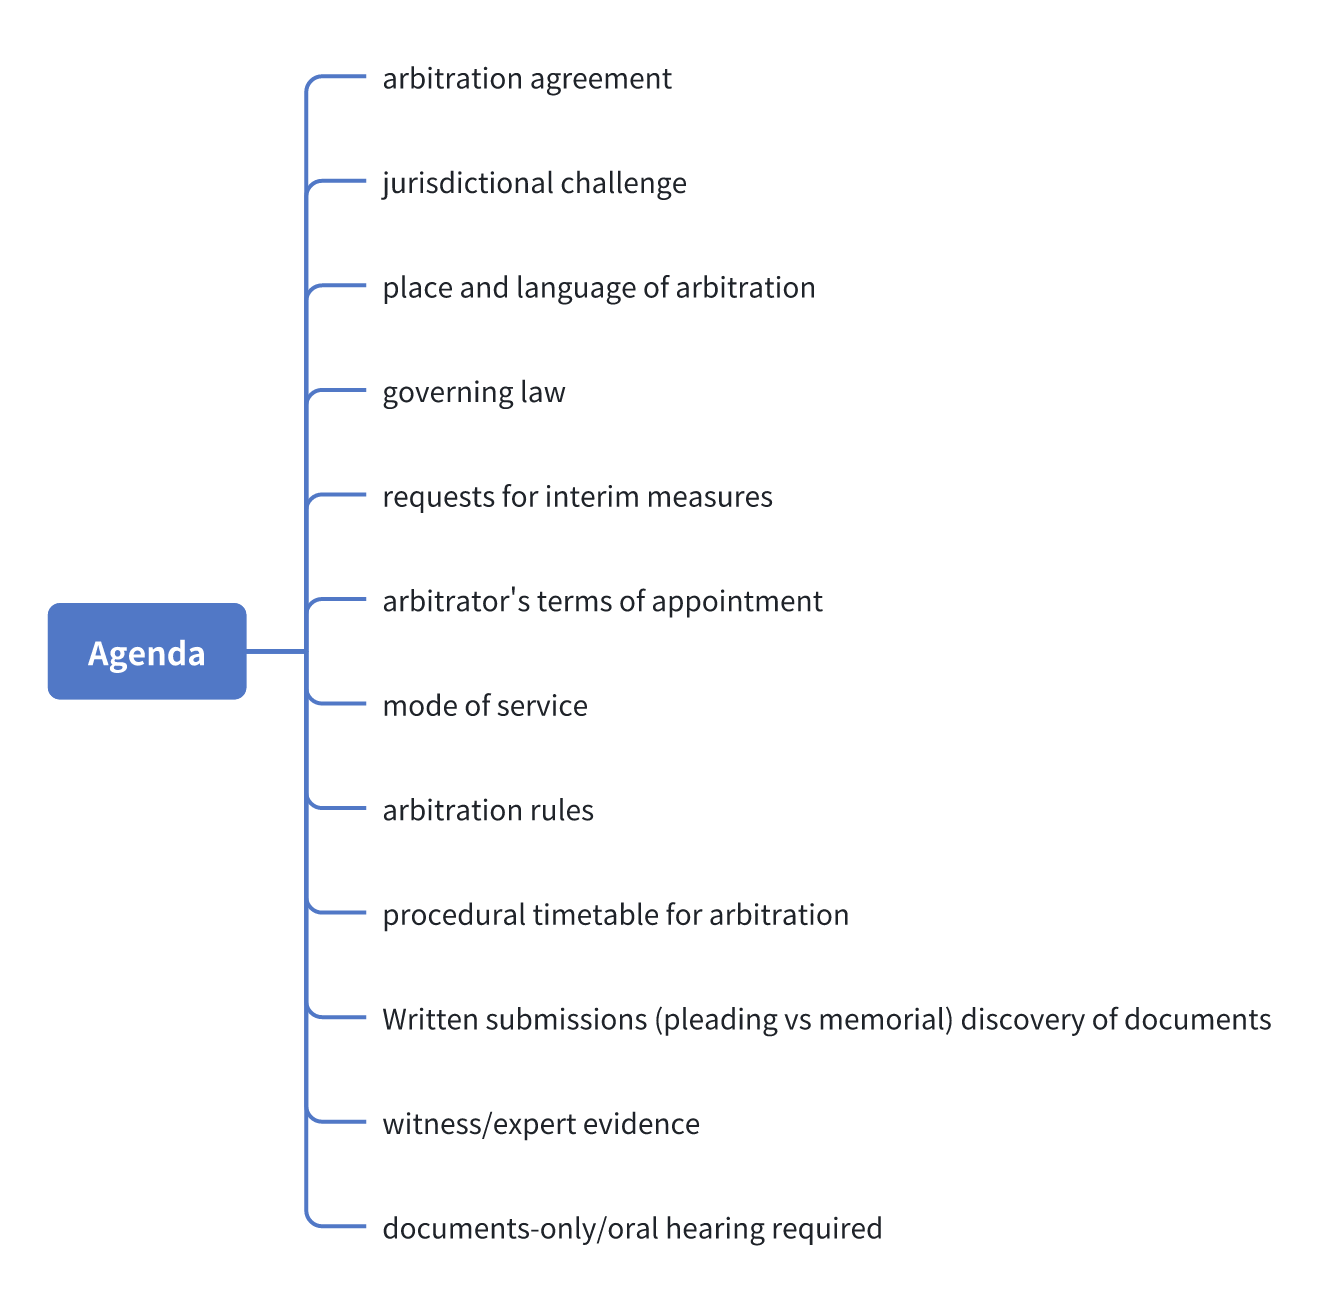 arbitration agreement
jurisdictional challenge
place and language of arbitration
governing law
requests for interim measures
arbitrator's terms of appointment
Agenda
mode of service
arbitration rules
procedural timetable for arbitration
Written submissions (pleading vs memorial) discovery of documents
witness/expert evidence
documents-only/oral hearing required